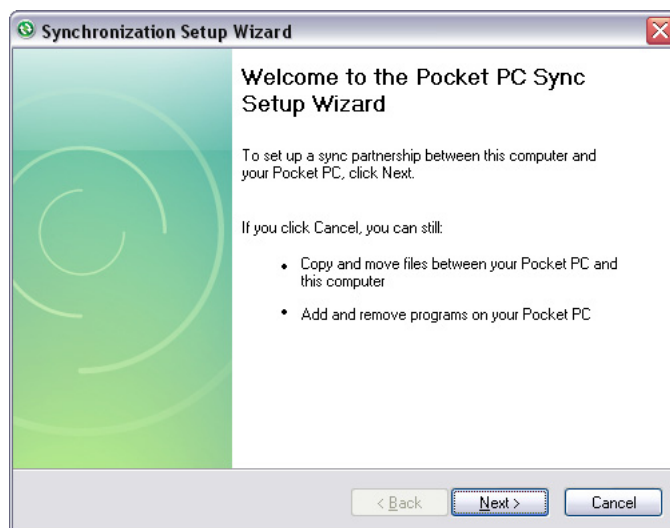 Synchronization Setup Wizard
Welcome to the Pocket PC Sync
Setup Wizard
To set up a sync partnership between this computer and
your Pocket PC, click Next.
If you click Cancel, you can still:
• Copy and move files between your Pocket PC and
this computer
• Add and remove programs on your Pocket PC
< Back
Next >
Cancel